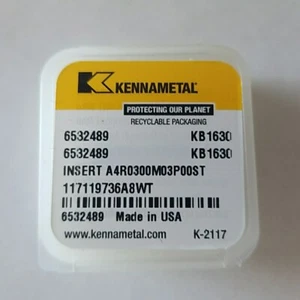 KENNAMETAL
PROTECTING OUR PLANET
RECYCLABLE PACKAGING
6532489 KB1630
6532489 KB1630
INSERT A4R0300M03P00ST
117119736A8WT
6532489 Made in USA
www.kennametal.com K-2117